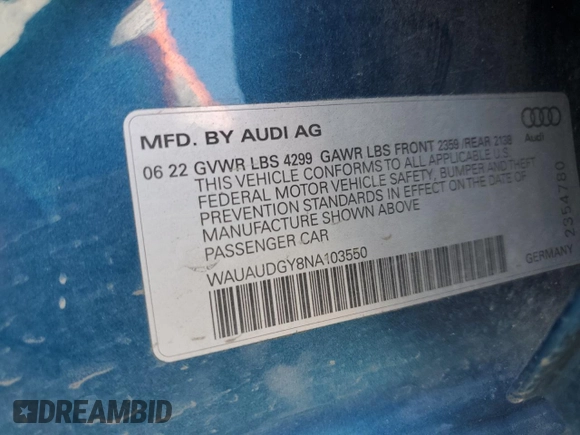 MFD. BY AUDI AG
06 22 GVWR LBS 4299 GAWR LBS FRONT 2359 /REAR 2138
THIS VEHICLE CONFORMS TO ALL APPLICABLE U.S.
FEDERAL MOTOR VEHICLE SAFETY, BUMPER AND THEFT
PREVENTION STANDARDS IN EFFECT ON THE DATE OF
MANUFACTURE SHOWN ABOVE
PASSENGER CAR
WAUAUDGY8NA103550
GERMANY
2354780
Audi
DREAMBID